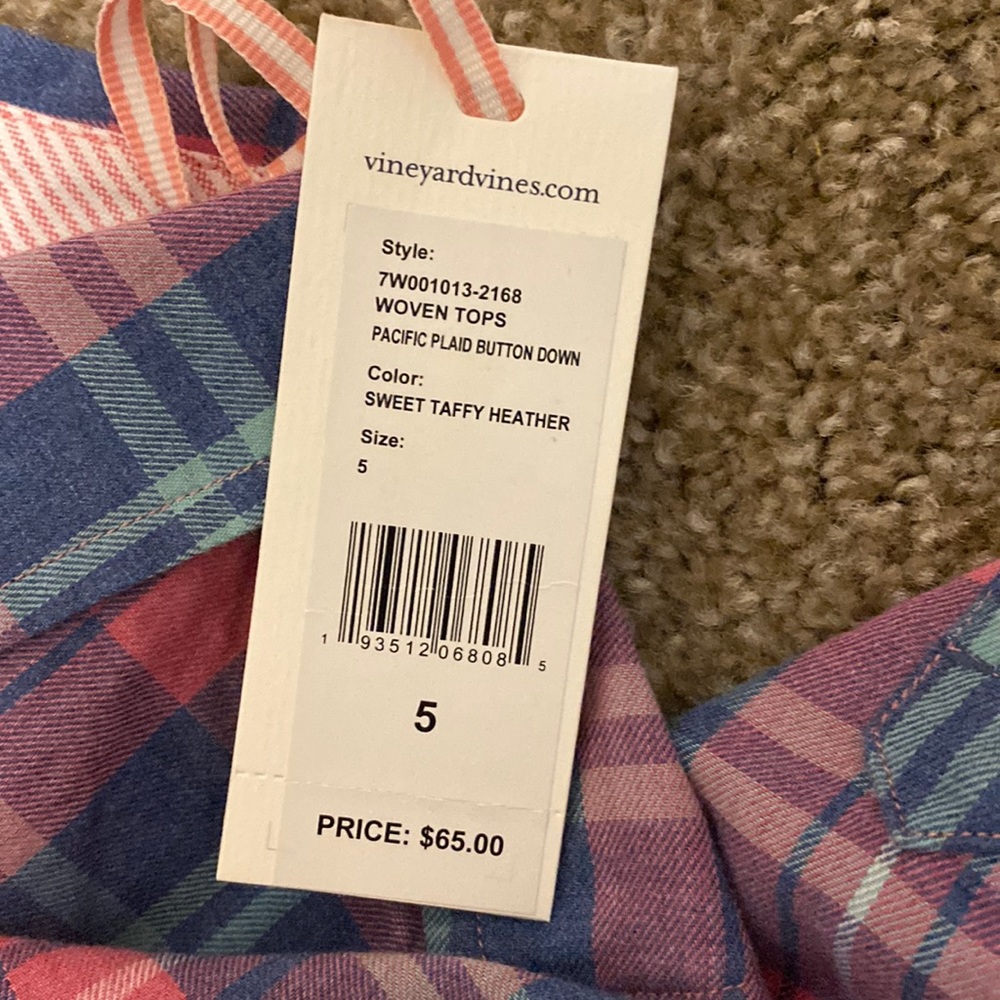 vineyardvines.com
Style:
7W001013-2168
WOVEN TOPS
PACIFIC PLAID BUTTON DOWN
Color:
SWEET TAFFY HEATHER
Size:
5
1 93512 06808 5
5
PRICE: $65.00